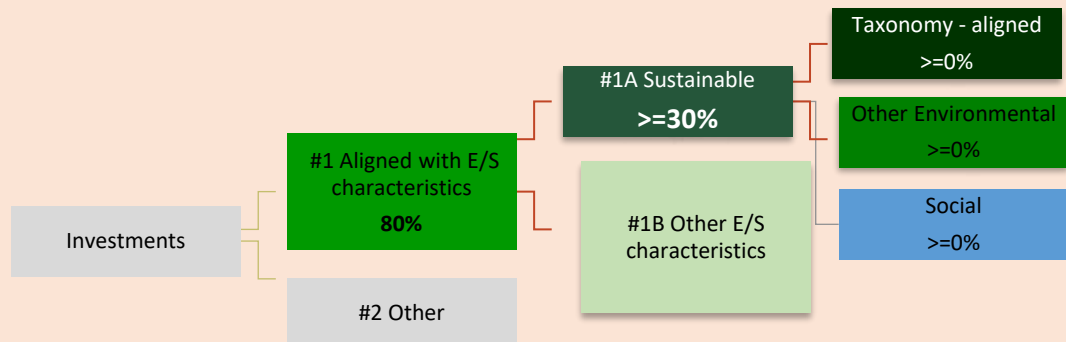 Investments
#1 Aligned with E/S
characteristics
80%
#2 Other
#1A Sustainable
>=30%
#1B Other E/S
characteristics
Taxonomy - aligned
>=0%
Other Environmental
>=0%
Social
>=0%